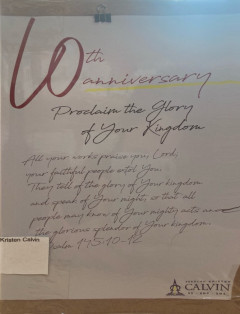 60th
anniversary
Proclaim the Glory
of Your Kingdom
All your works praise you, Lord;
your faithful people extol You.
They tell of the glory of Your kingdom
and speak of Your might, so that all
people may know of Your mighty acts and
the glorious splendor of Your kingdom.
Psalm 145:10-12
Kristen Calvin
CALVIN